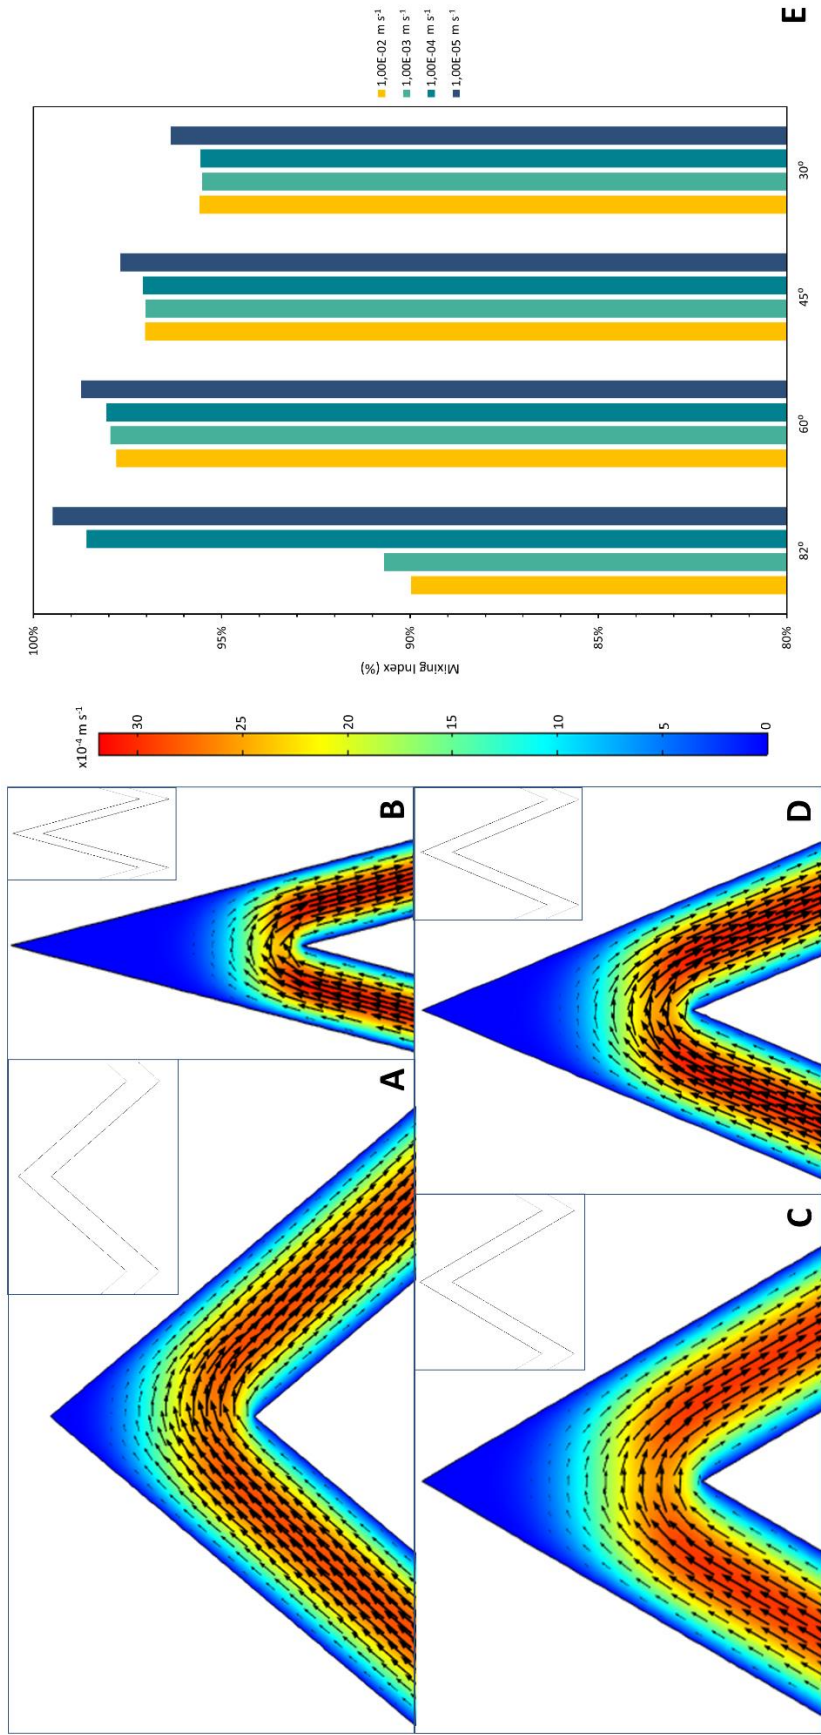 A
B
C
D
x10⁻⁴ m s⁻¹
30
25
20
15
10
5
0
Mixing Index (%)
100%
95%
90%
85%
80%
82º
60º
45º
30º
1,00E-02 m s⁻¹
1,00E-03 m s⁻¹
1,00E-04 m s⁻¹
1,00E-05 m s⁻¹
E